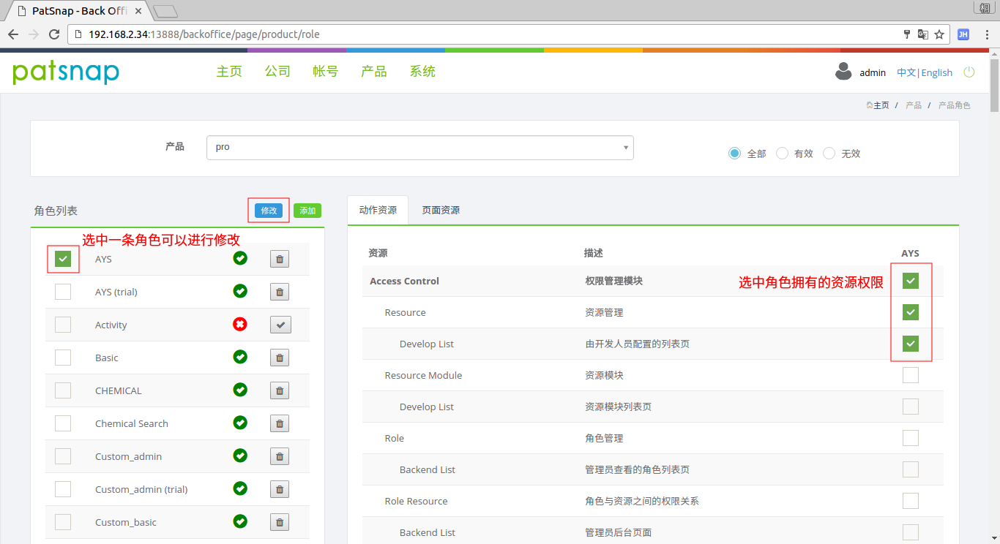 PatSnap - Back Offi
192.168.2.34:13888/backoffice/page/product/role
JH
patsnap
主页 公司 帐号 产品 系统
admin 中文|English
主页 / 产品 / 产品角色
产品 pro 全部 有效 无效
角色列表 修改 添加
选中一条角色可以进行修改
AYS
AYS (trial)
Activity
Basic
CHEMICAL
Chemical Search
Custom_admin
Custom_admin (trial)
Custom_basic
动作资源 页面资源
资源 描述 AYS
Access Control 权限管理模块 选中角色拥有的资源权限
Resource 资源管理
Develop List 由开发人员配置的列表页
Resource Module 资源模块
Develop List 资源模块列表页
Role 角色管理
Backend List 管理员查看的角色列表页
Role Resource 角色与资源之间的权限关系
Backend List 管理员后台页面